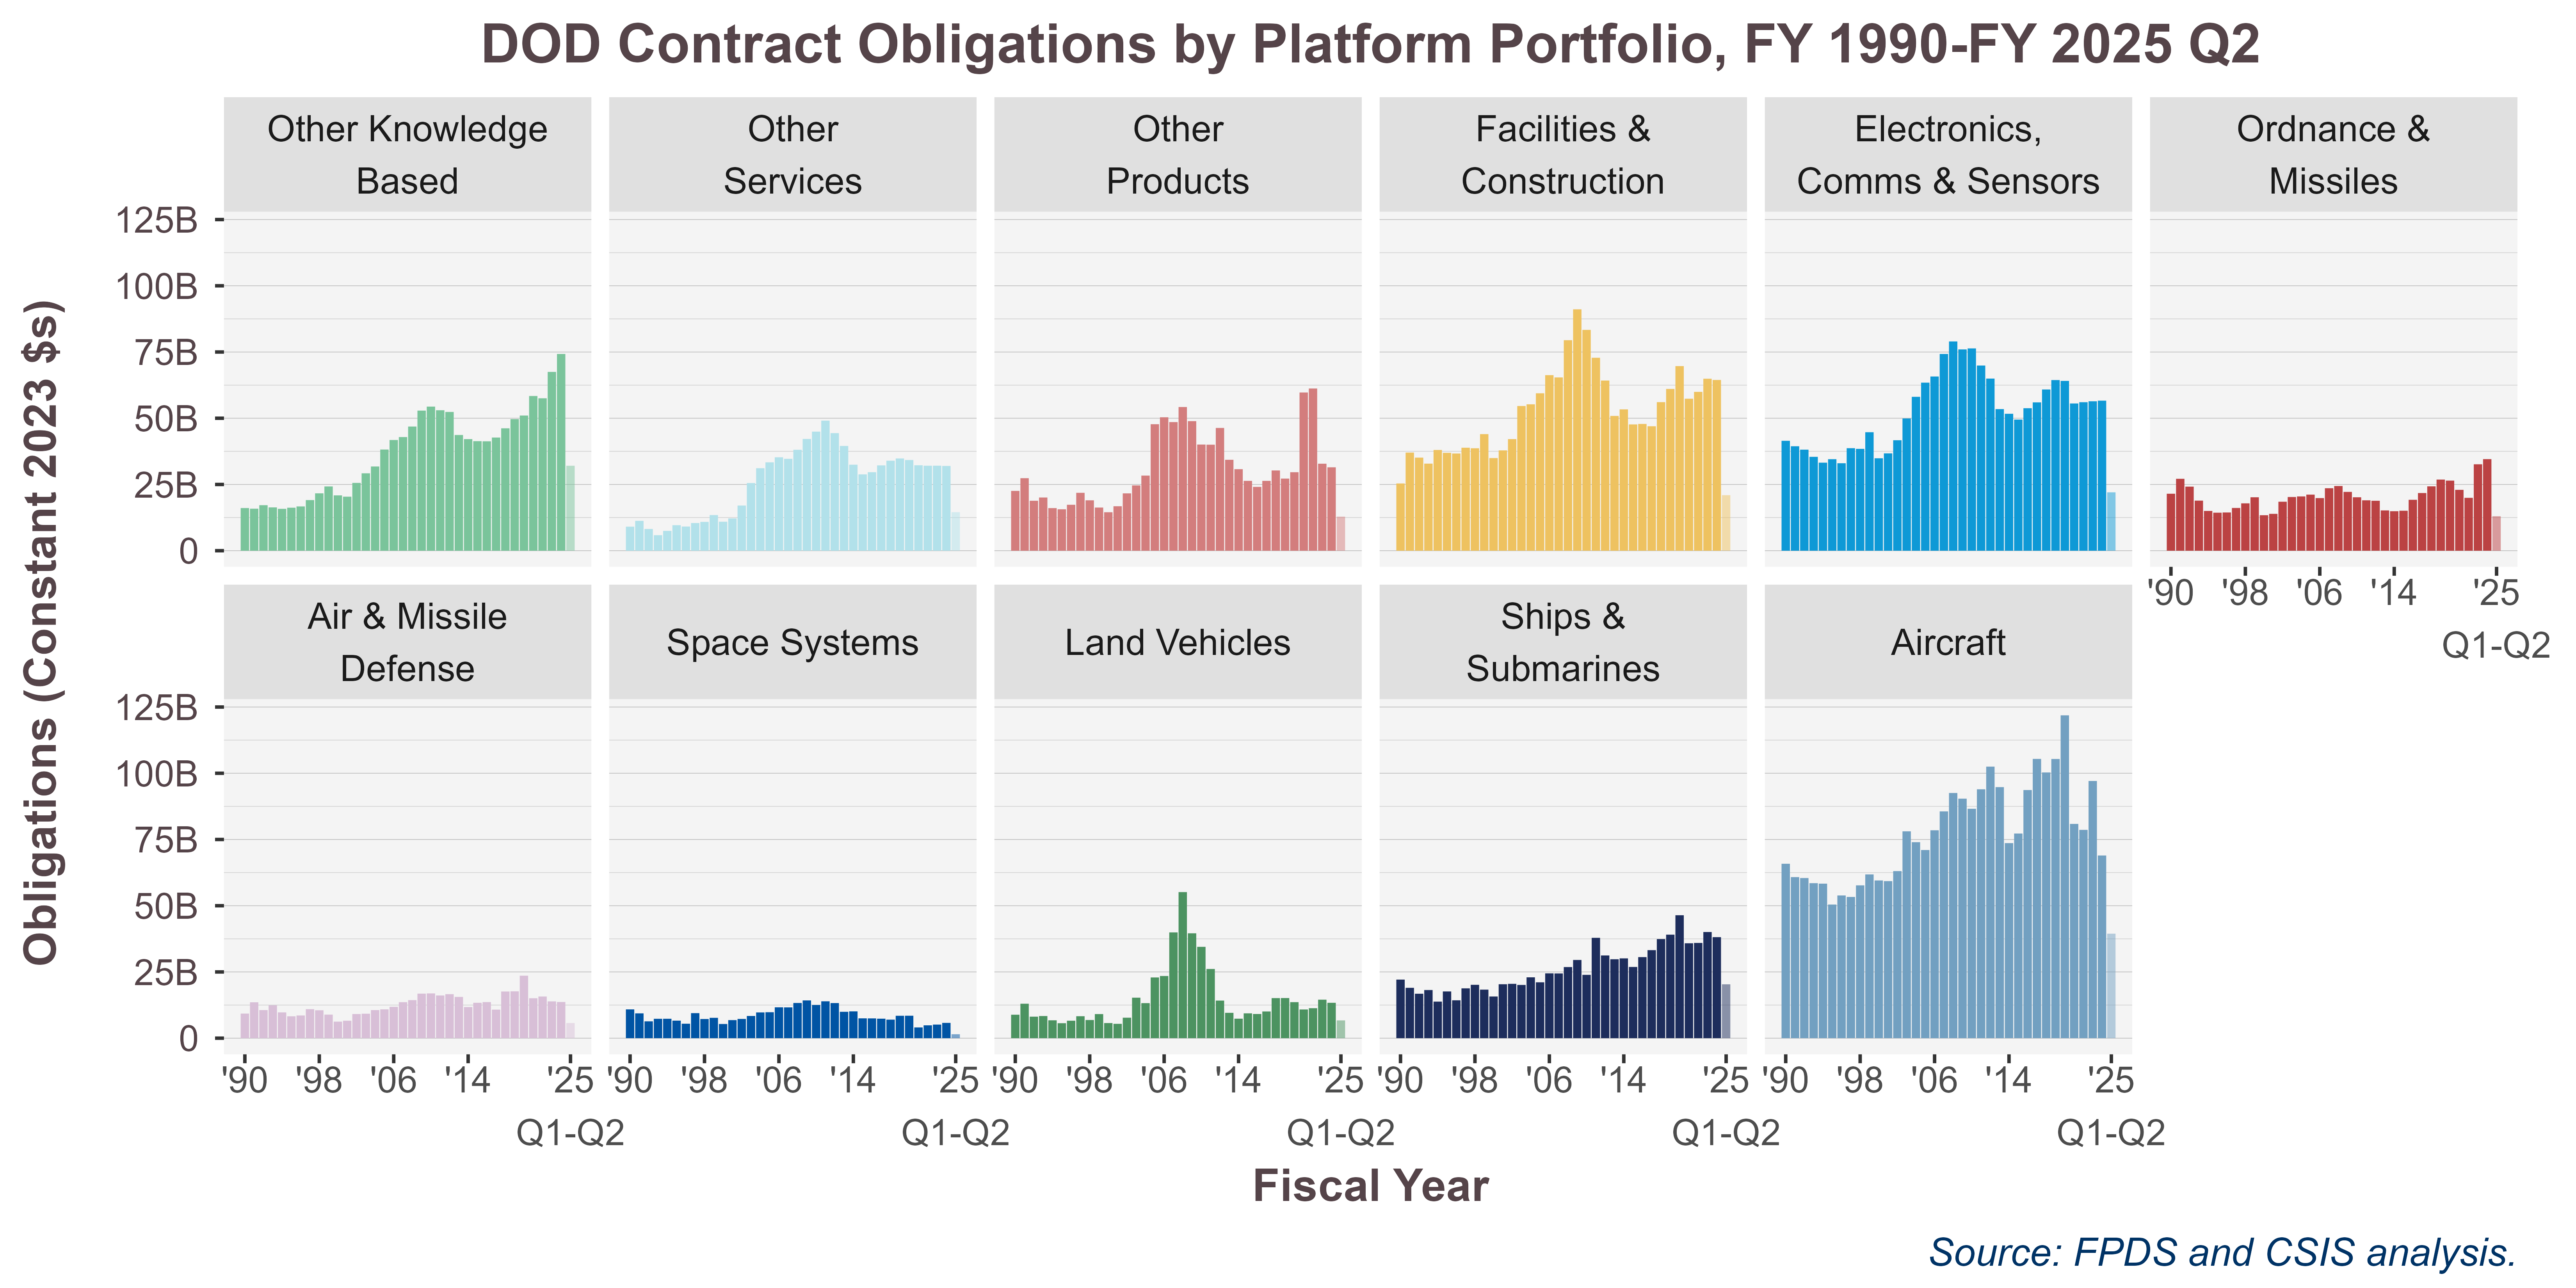 DOD Contract Obligations by Platform Portfolio, FY 1990-FY 2025 Q2
Other Knowledge
Based
Other
Services
Other
Products
Facilities &
Construction
Electronics,
Comms & Sensors
Ordnance &
Missiles
125B
100B
75B
50B
25B
0
'90 '98 '06 '14 '25
Q1-Q2
Air & Missile
Defense
Space Systems
Land Vehicles
Ships &
Submarines
Aircraft
125B
100B
75B
50B
25B
0
'90 '98 '06 '14 '25
Q1-Q2
'90 '98 '06 '14 '25
Q1-Q2
'90 '98 '06 '14 '25
Q1-Q2
'90 '98 '06 '14 '25
Q1-Q2
'90 '98 '06 '14 '25
Q1-Q2
Obligations (Constant 2023 $s)
Fiscal Year
Source: FPDS and CSIS analysis.